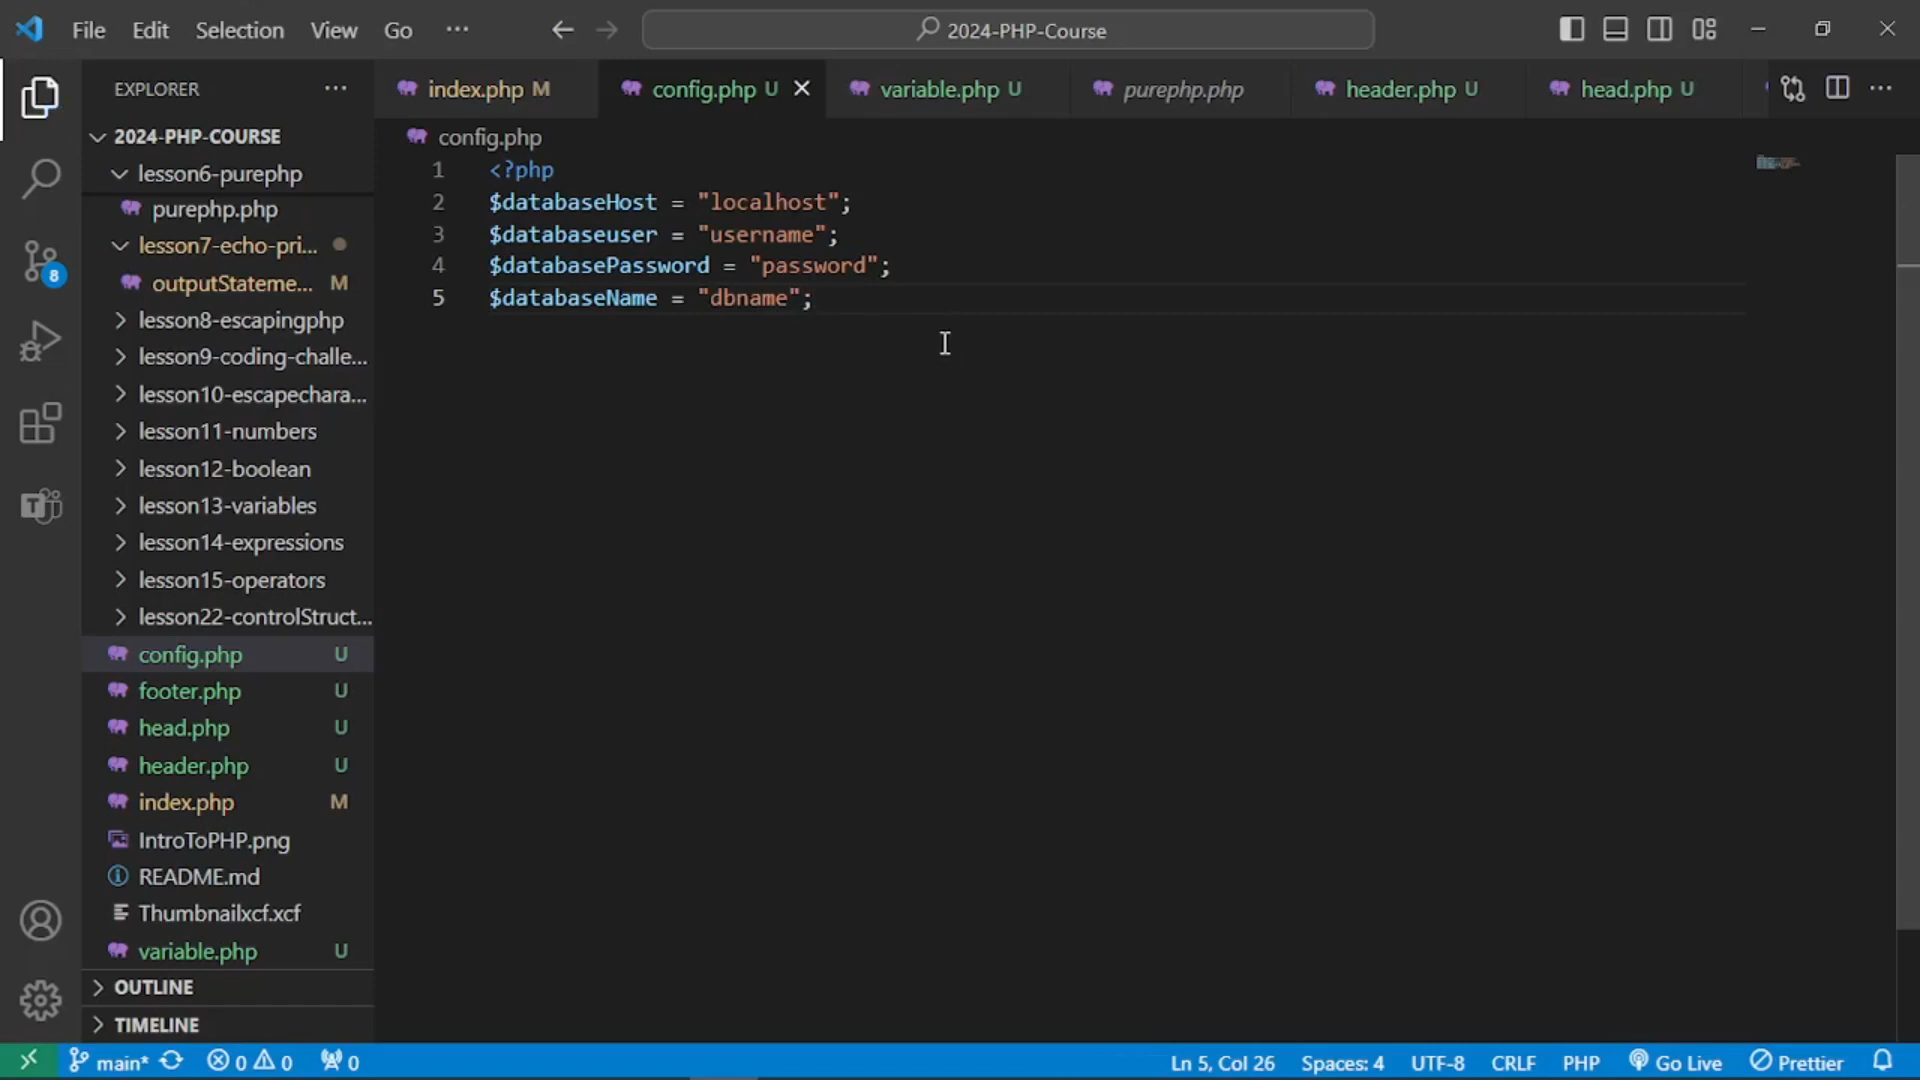 File Edit Selection View Go ··· 2024-PHP-Course
EXPLORER ···
index.php M config.php U variable.php U purephp.php header.php U head.php U ···
2024-PHP-COURSE
lesson6-purephp
purephp.php
lesson7-echo-pri...
outputStateme... M
lesson8-escapingphp
lesson9-coding-challe...
lesson10-escapechara...
lesson11-numbers
lesson12-boolean
lesson13-variables
lesson14-expressions
lesson15-operators
lesson22-controlStruct...
config.php U
footer.php U
head.php U
header.php U
index.php M
IntroToPHP.png
README.md
Thumbnailxcf.xcf
variable.php U
OUTLINE
TIMELINE
8
T
config.php
1 <?php
2 $databaseHost = "localhost";
3 $databaseuser = "username";
4 $databasePassword = "password";
5 $databaseName = "dbname";
main* 0 0 0 Ln 5, Col 26 Spaces: 4 UTF-8 CRLF PHP Go Live Prettier